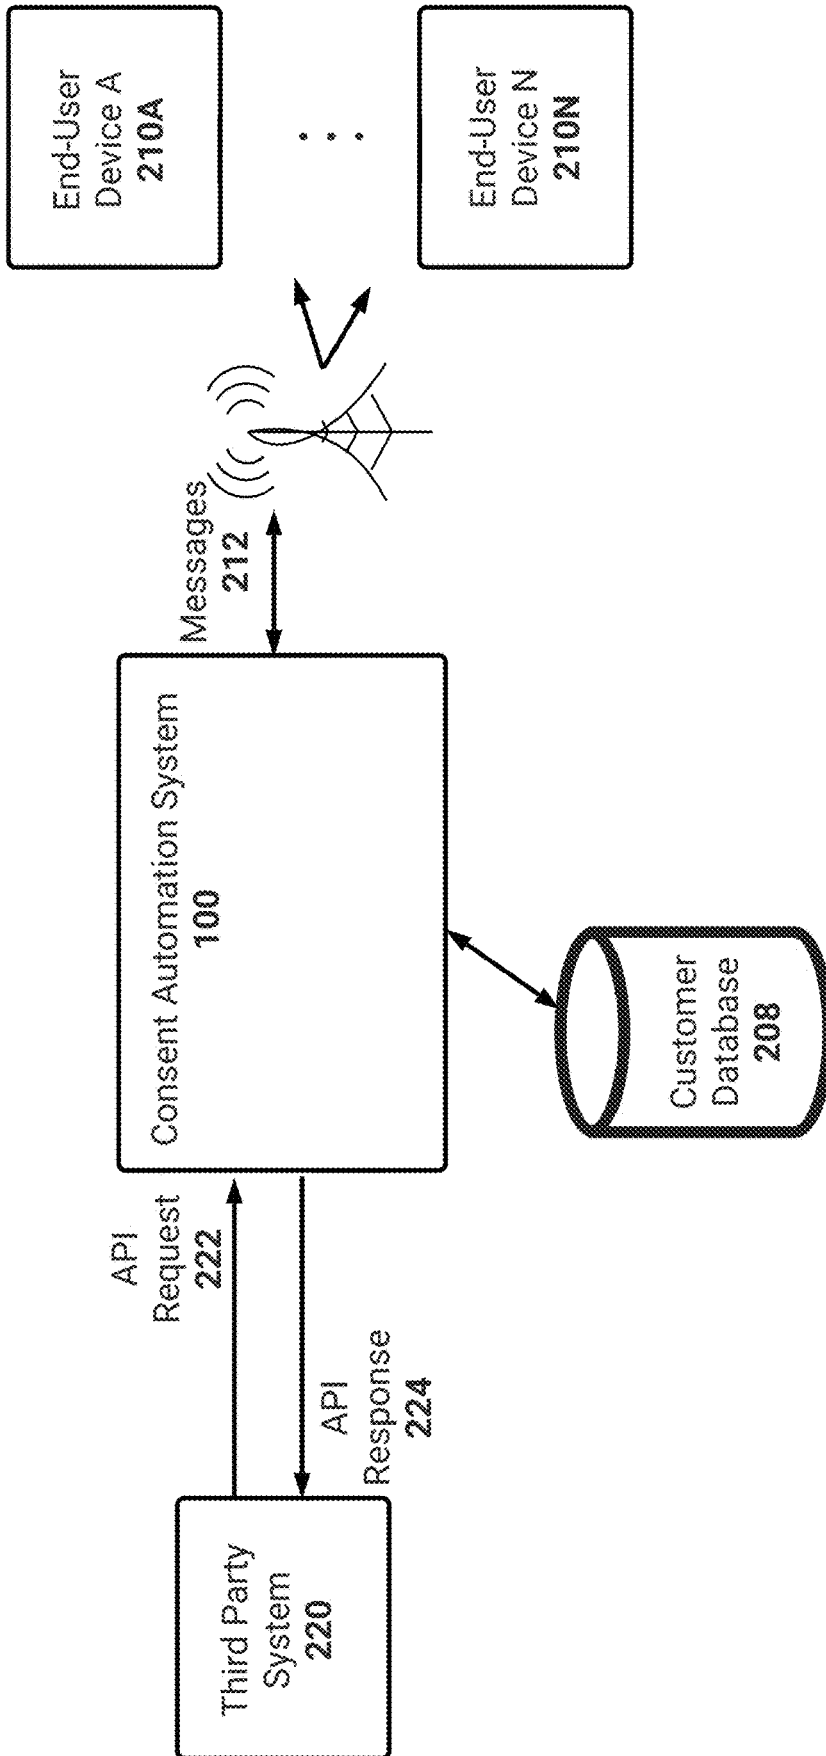 Third Party
System
220
API
Request
222
API
Response
224
Consent Automation System
100
Customer
Database
208
Messages
212
End-User
Device A
210A
End-User
Device N
210N